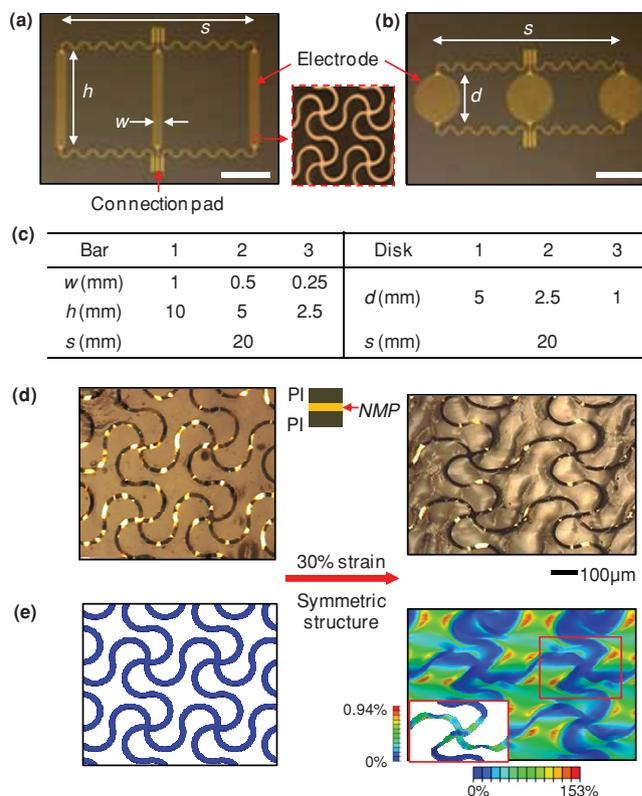 (a)
s
h
w
Electrode
Connection pad
(b)
s
d
(c)
Bar 1 2 3 Disk 1 2 3
w (mm) 1 0.5 0.25
d (mm) 5 2.5 1
h (mm) 10 5 2.5
s (mm) 20 s (mm) 20
(d)
PI
NMP
PI
30% strain
Symmetric
structure
100μm
(e)
0.94%
0%
0% 153%